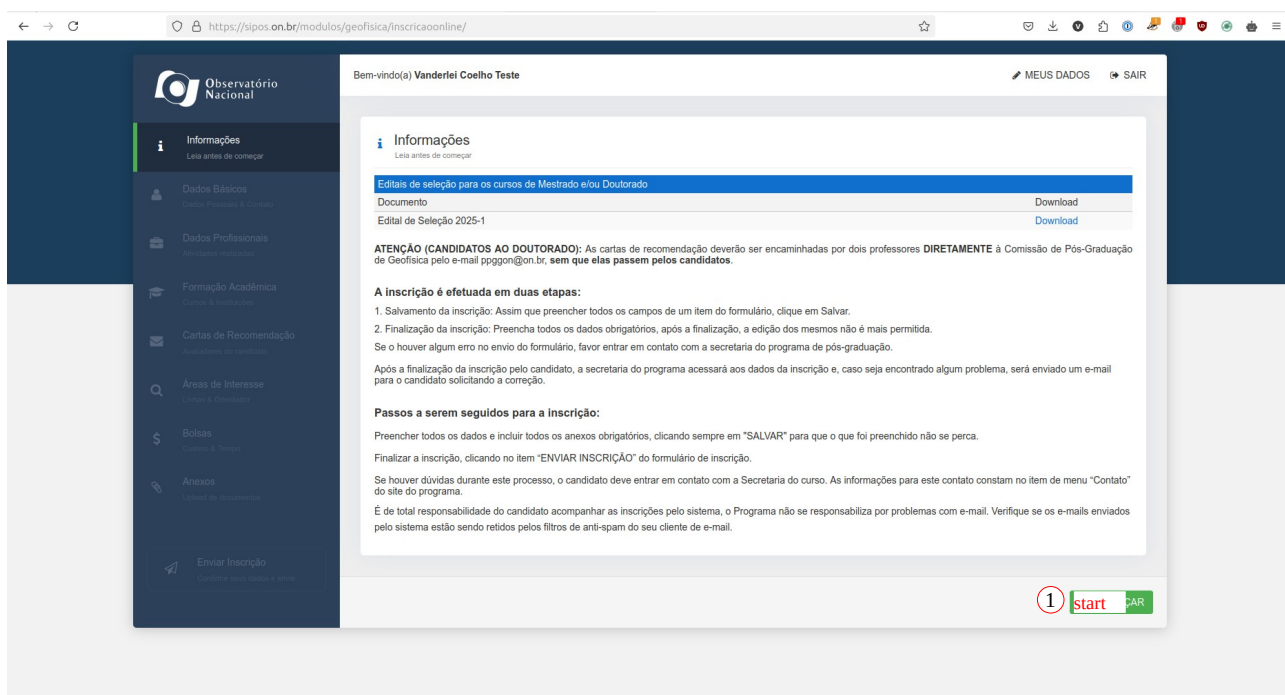 https://sipos.on.br/modulos/geofisica/inscricaoonline/
Observatório
Nacional
Bem-vindo(a) Vanderlei Coelho Teste
MEUS DADOS
SAIR
Informações
Leia antes de começar
Dados Básicos
Dados Pessoais & Contato
Dados Profissionais
Atividades realizadas
Formação Acadêmica
Cursos & Instituições
Cartas de Recomendação
Áreas de Interesse
Bolsas
Anexos
Upload de documentos
Enviar Inscrição
Confirme seus dados e envie
Informações
Leia antes de começar
Editais de seleção para os cursos de Mestrado e/ou Doutorado
Documento Download
Edital de Seleção 2025-1 Download
ATENÇÃO (CANDIDATOS AO DOUTORADO): As cartas de recomendação deverão ser encaminhadas por dois professores DIRETAMENTE à Comissão de Pós-Graduação
de Geofísica pelo e-mail ppggon@on.br, sem que elas passem pelos candidatos.
A inscrição é efetuada em duas etapas:
1. Salvamento da inscrição: Assim que preencher todos os campos de um item do formulário, clique em Salvar.
2. Finalização da inscrição: Preencha todos os dados obrigatórios, após a finalização, a edição dos mesmos não é mais permitida.
Se o houver algum erro no envio do formulário, favor entrar em contato com a secretaria do programa de pós-graduação.
Após a finalização da inscrição pelo candidato, a secretaria do programa acessará aos dados da inscrição e, caso seja encontrado algum problema, será enviado um e-mail
para o candidato solicitando a correção.
Passos a serem seguidos para a inscrição:
Preencher todos os dados e incluir todos os anexos obrigatórios, clicando sempre em "SALVAR" para que o que foi preenchido não se perca.
Finalizar a inscrição, clicando no item “ENVIAR INSCRIÇÃO” do formulário de inscrição.
Se houver dúvidas durante este processo, o candidato deve entrar em contato com a Secretaria do curso. As informações para este contato constam no item de menu “Contato”
do site do programa.
É de total responsabilidade do candidato acompanhar as inscrições pelo sistema, o Programa não se responsabiliza por problemas com e-mail. Verifique se os e-mails enviados
pelo sistema estão sendo retidos pelos filtros de anti-spam do seu cliente de e-mail.
1 start ÇAR